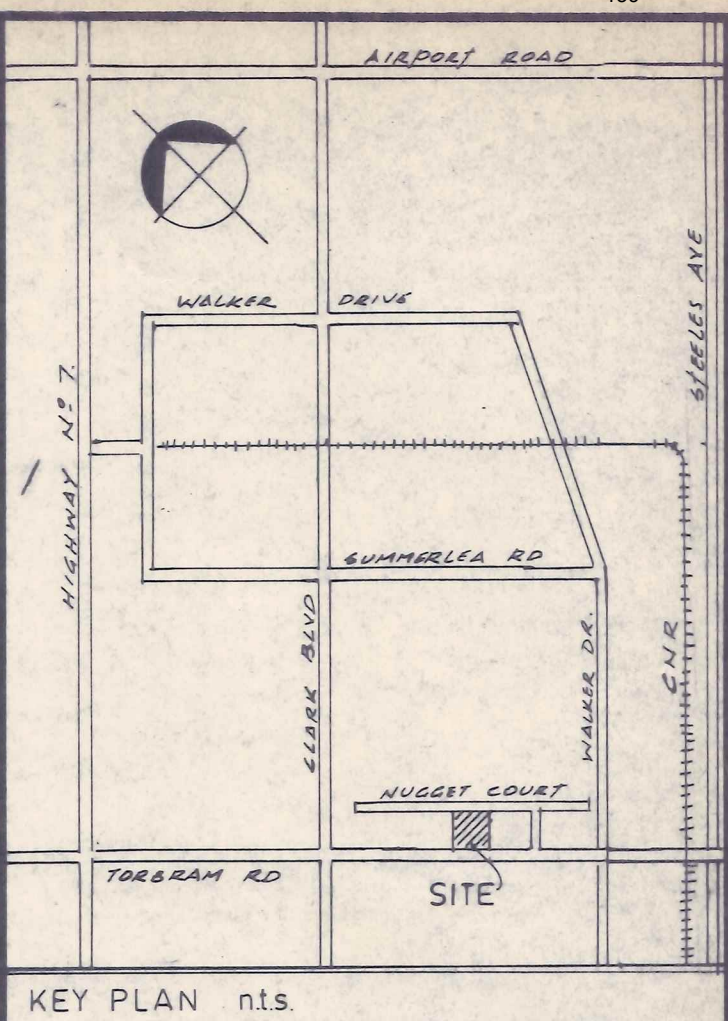 AIRPORT ROAD
STEELES AVE
WALKER DRIVE
HIGHWAY Nº 7.
SUMMERLEA RD
CLARK BLVD
WALKER DR.
CNR
NUGGET COURT
TORBRAM RD
SITE
KEY PLAN n.t.s.